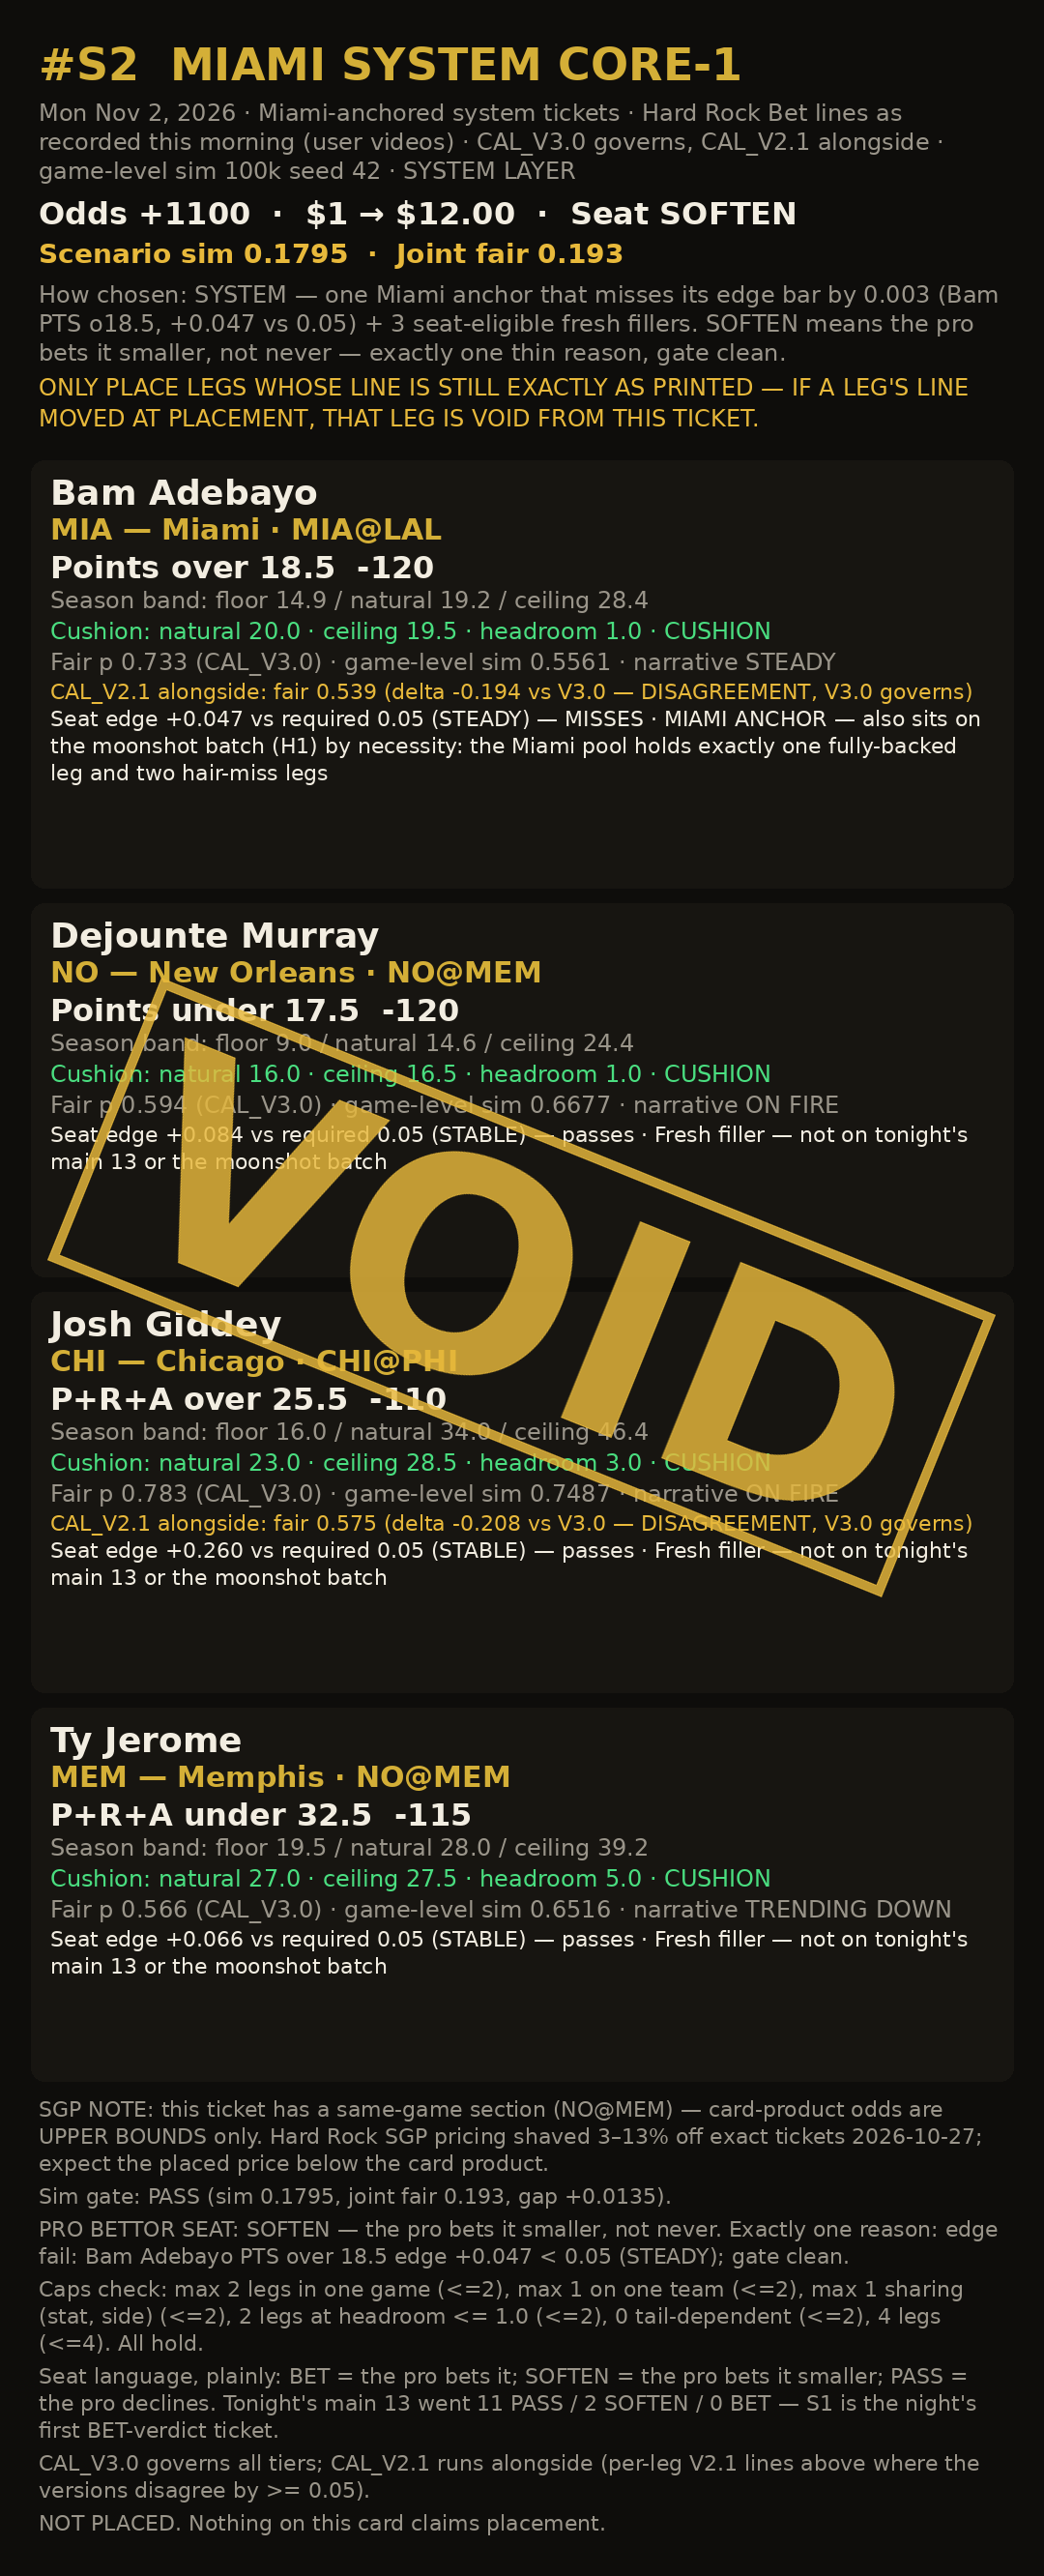 #S2  MIAMI SYSTEM CORE-1
Mon Nov 2, 2026 · Miami-anchored system tickets · Hard Rock Bet lines as
recorded this morning (user videos) · CAL_V3.0 governs, CAL_V2.1 alongside ·
game-level sim 100k seed 42 · SYSTEM LAYER
Odds +1100  ·  $1 → $12.00  ·  Seat SOFTEN
Scenario sim 0.1795  ·  Joint fair 0.193
How chosen: SYSTEM — one Miami anchor that misses its edge bar by 0.003 (Bam
PTS o18.5, +0.047 vs 0.05) + 3 seat-eligible fresh fillers. SOFTEN means the pro
bets it smaller, not never — exactly one thin reason, gate clean.
ONLY PLACE LEGS WHOSE LINE IS STILL EXACTLY AS PRINTED — IF A LEG'S LINE
MOVED AT PLACEMENT, THAT LEG IS VOID FROM THIS TICKET.
Bam Adebayo
MIA — Miami · MIA@LAL
Points over 18.5  -120
Season band: floor 14.9 / natural 19.2 / ceiling 28.4
Cushion: natural 20.0 · ceiling 19.5 · headroom 1.0 · CUSHION
Fair p 0.733 (CAL_V3.0) · game-level sim 0.5561 · narrative STEADY
CAL_V2.1 alongside: fair 0.539 (delta -0.194 vs V3.0 — DISAGREEMENT, V3.0 governs)
Seat edge +0.047 vs required 0.05 (STEADY) — MISSES · MIAMI ANCHOR — also sits on
the moonshot batch (H1) by necessity: the Miami pool holds exactly one fully-backed
leg and two hair-miss legs
Dejounte Murray
NO — New Orleans · NO@MEM
Points under 17.5  -120
Season band: floor 9.0 / natural 14.6 / ceiling 24.4
Cushion: natural 16.0 · ceiling 16.5 · headroom 1.0 · CUSHION
Fair p 0.594 (CAL_V3.0) · game-level sim 0.6677 · narrative ON FIRE
Seat edge +0.084 vs required 0.05 (STABLE) — passes · Fresh filler — not on tonight's
main 13 or the moonshot batch
VOID
Josh Giddey
CHI — Chicago · CHI@PHI
P+R+A over 25.5  -110
Season band: floor 16.0 / natural 34.0 / ceiling 46.4
Cushion: natural 23.0 · ceiling 28.5 · headroom 3.0 · CUSHION
Fair p 0.783 (CAL_V3.0) · game-level sim 0.7487 · narrative ON FIRE
CAL_V2.1 alongside: fair 0.575 (delta -0.208 vs V3.0 — DISAGREEMENT, V3.0 governs)
Seat edge +0.260 vs required 0.05 (STABLE) — passes · Fresh filler — not on tonight's
main 13 or the moonshot batch
Ty Jerome
MEM — Memphis · NO@MEM
P+R+A under 32.5  -115
Season band: floor 19.5 / natural 28.0 / ceiling 39.2
Cushion: natural 27.0 · ceiling 27.5 · headroom 5.0 · CUSHION
Fair p 0.566 (CAL_V3.0) · game-level sim 0.6516 · narrative TRENDING DOWN
Seat edge +0.066 vs required 0.05 (STABLE) — passes · Fresh filler — not on tonight's
main 13 or the moonshot batch
SGP NOTE: this ticket has a same-game section (NO@MEM) — card-product odds are
UPPER BOUNDS only. Hard Rock SGP pricing shaved 3–13% off exact tickets 2026-10-27;
expect the placed price below the card product.
Sim gate: PASS (sim 0.1795, joint fair 0.193, gap +0.0135).
PRO BETTOR SEAT: SOFTEN — the pro bets it smaller, not never. Exactly one reason: edge
fail: Bam Adebayo PTS over 18.5 edge +0.047 < 0.05 (STEADY); gate clean.
Caps check: max 2 legs in one game (<=2), max 1 on one team (<=2), max 1 sharing
(stat, side) (<=2), 2 legs at headroom <= 1.0 (<=2), 0 tail-dependent (<=2), 4 legs
(<=4). All hold.
Seat language, plainly: BET = the pro bets it; SOFTEN = the pro bets it smaller; PASS =
the pro declines. Tonight's main 13 went 11 PASS / 2 SOFTEN / 0 BET — S1 is the night's
first BET-verdict ticket.
CAL_V3.0 governs all tiers; CAL_V2.1 runs alongside (per-leg V2.1 lines above where the
versions disagree by >= 0.05).
NOT PLACED. Nothing on this card claims placement.